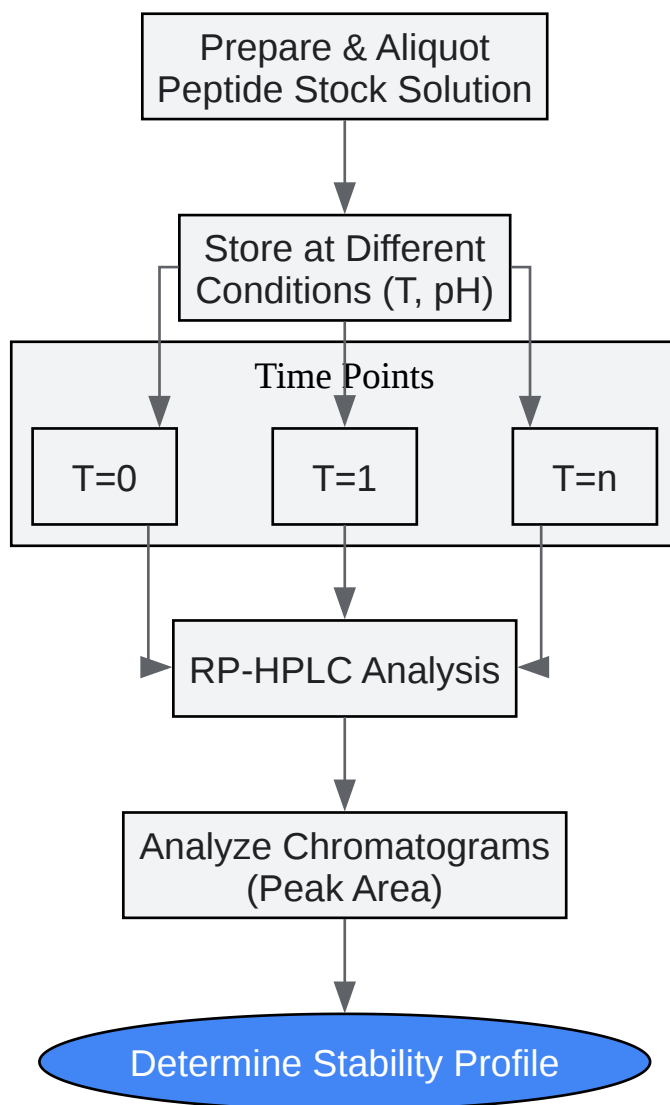 Prepare & Aliquot
Peptide Stock Solution
Store at Different
Conditions (T, pH)
Time Points
T=0
T=1
T=n
RP-HPLC Analysis
Analyze Chromatograms
(Peak Area)
Determine Stability Profile